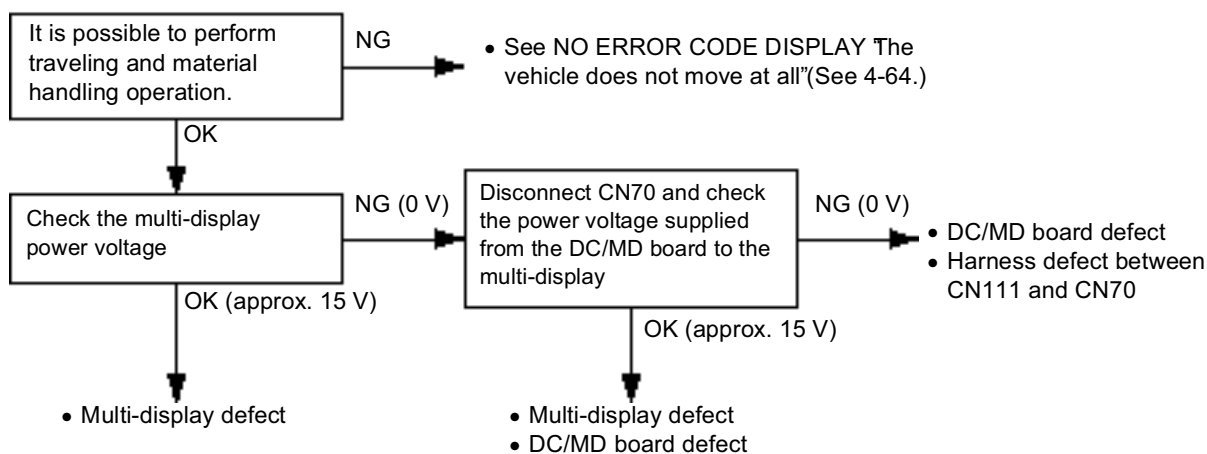 It is possible to perform
traveling and material
handling operation.
NG
• See NO ERROR CODE DISPLAY "The
vehicle does not move at all" (See 4-64.)
OK
Check the multi-display
power voltage
NG (0 V)
Disconnect CN70 and check
the power voltage supplied
from the DC/MD board to the
multi-display
NG (0 V)
• DC/MD board defect
• Harness defect between
CN111 and CN70
OK (approx. 15 V)
OK (approx. 15 V)
• Multi-display defect
• Multi-display defect
• DC/MD board defect